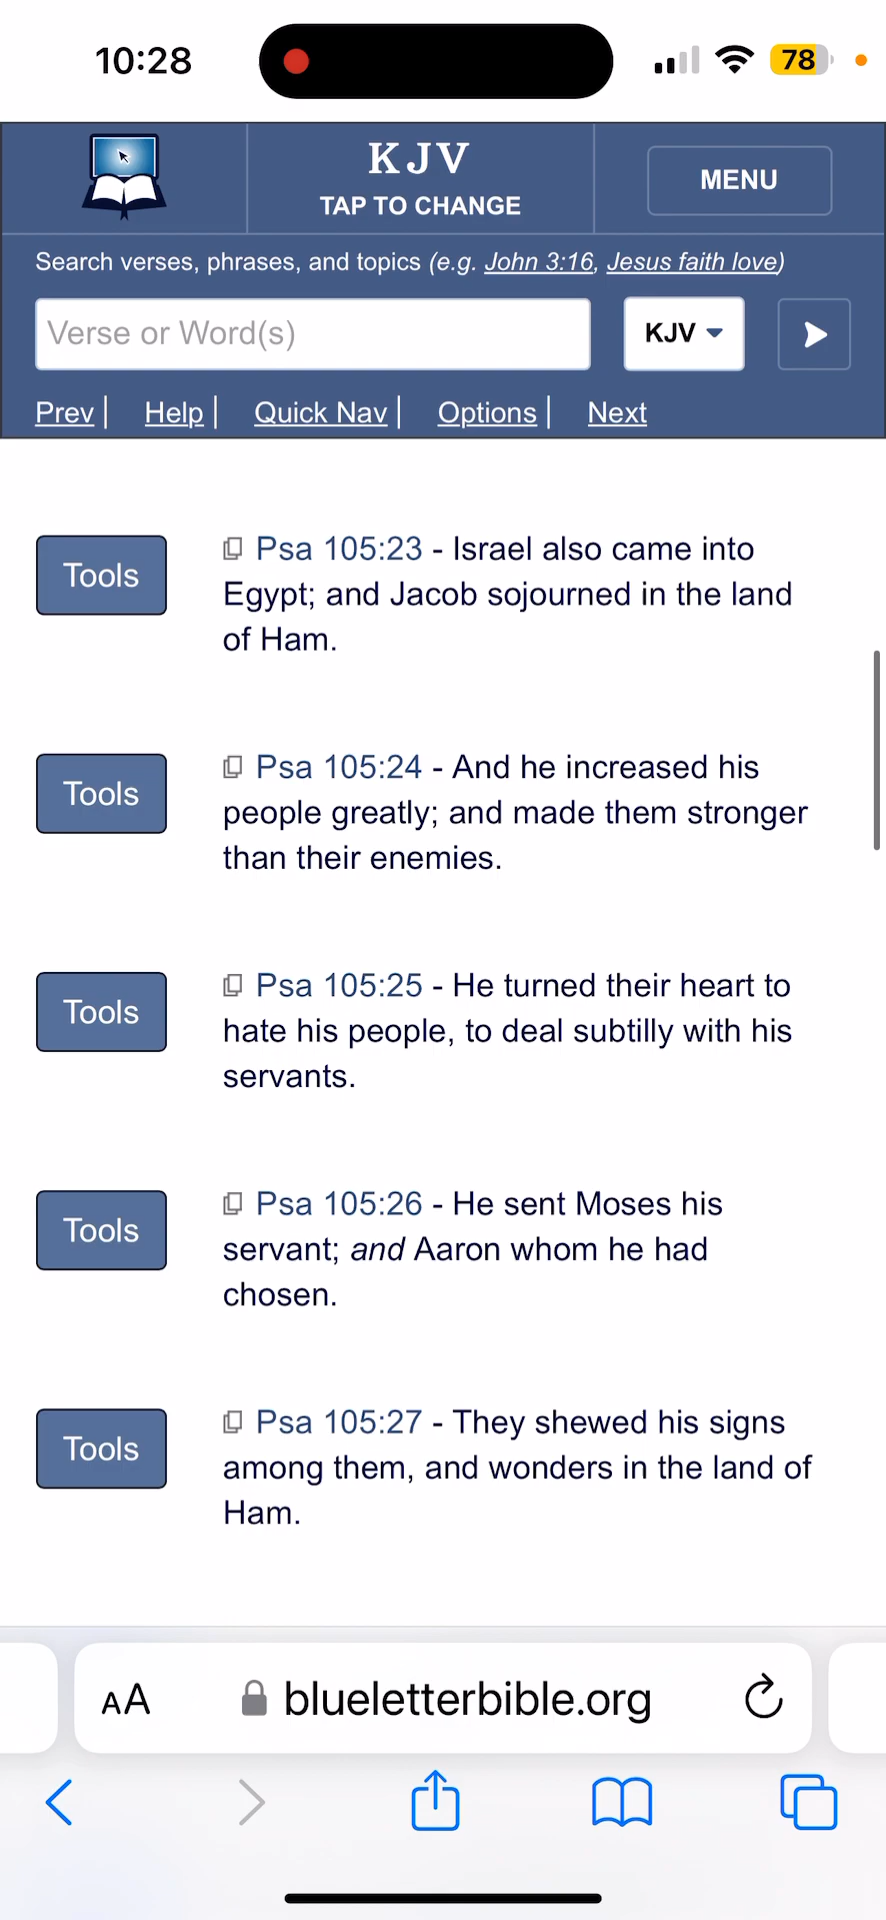 10:28
78
KJV
TAP TO CHANGE
MENU
Search verses, phrases, and topics (e.g. John 3:16, Jesus faith love)
Verse or Word(s)
KJV
Prev | Help | Quick Nav | Options | Next
Tools
Psa 105:23 - Israel also came into
Egypt; and Jacob sojourned in the land
of Ham.
Tools
Psa 105:24 - And he increased his
people greatly; and made them stronger
than their enemies.
Tools
Psa 105:25 - He turned their heart to
hate his people, to deal subtilly with his
servants.
Tools
Psa 105:26 - He sent Moses his
servant; and Aaron whom he had
chosen.
Tools
Psa 105:27 - They shewed his signs
among them, and wonders in the land of
Ham.
AA blueletterbible.org